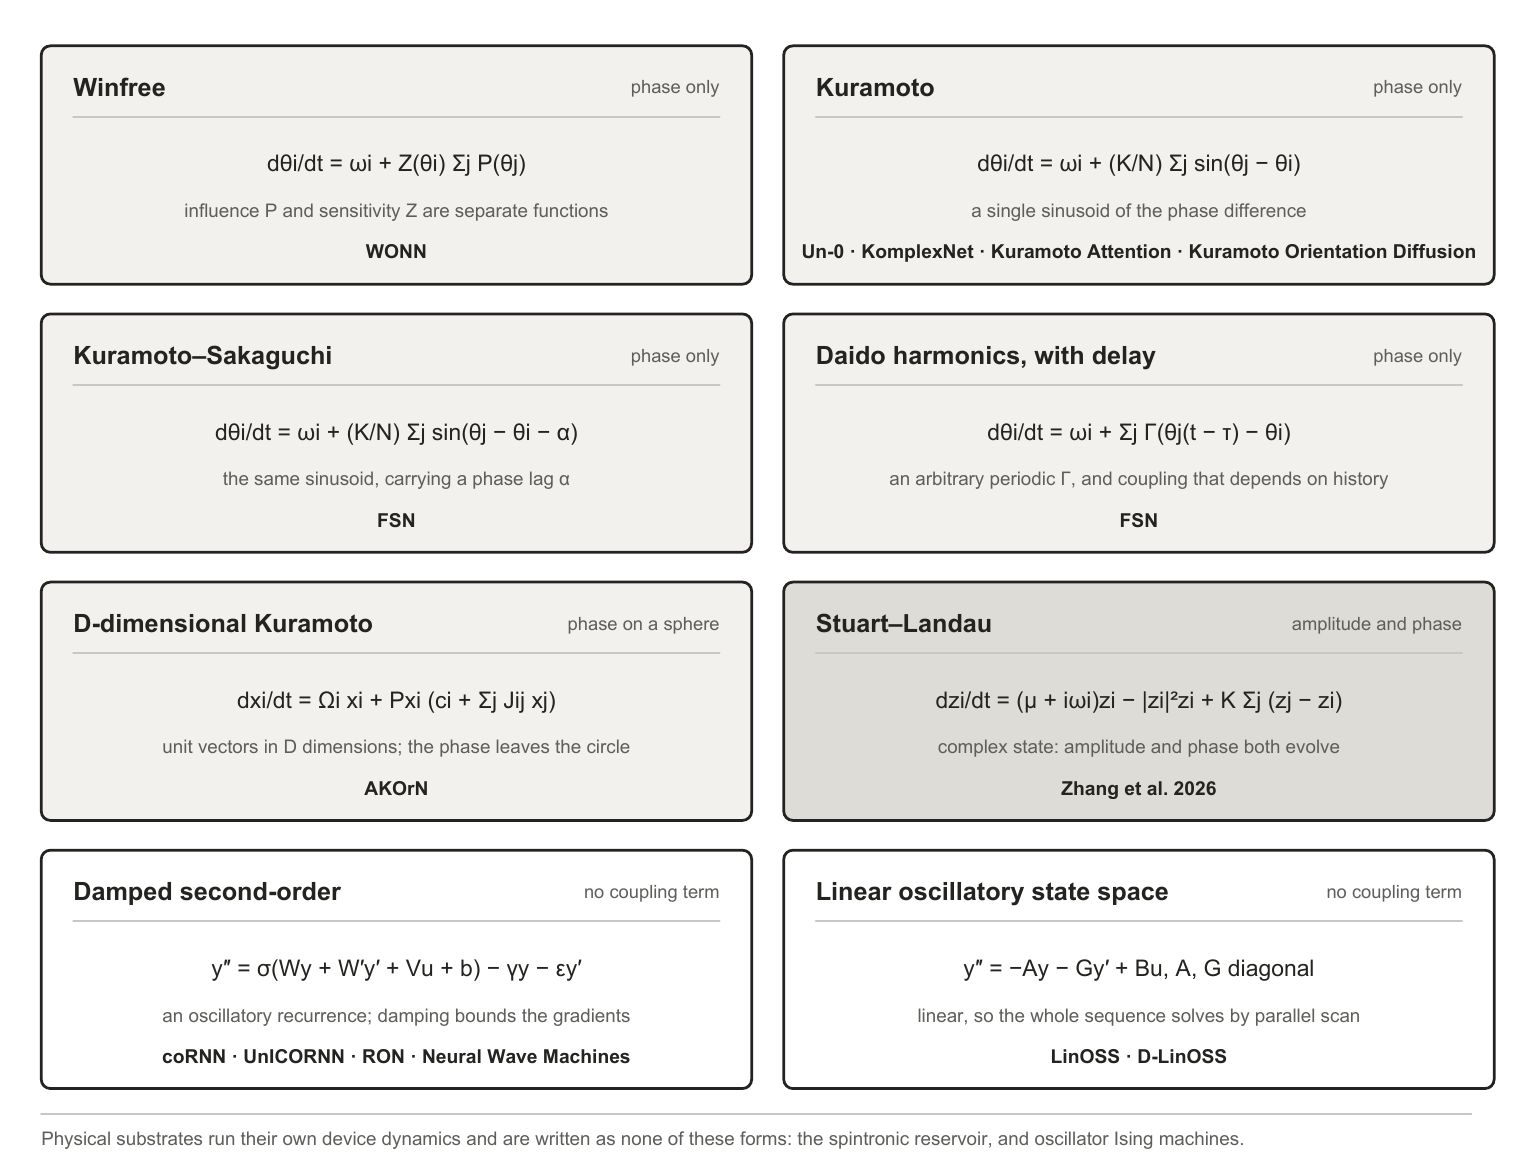 Winfree
phase only
dθi/dt = ωi + Z(θi) Σj P(θj)
influence P and sensitivity Z are separate functions
WONN
Kuramoto
phase only
dθi/dt = ωi + (K/N) Σj sin(θj − θi)
a single sinusoid of the phase difference
Un-0 · KomplexNet · Kuramoto Attention · Kuramoto Orientation Diffusion
Kuramoto–Sakaguchi
phase only
dθi/dt = ωi + (K/N) Σj sin(θj − θi − α)
the same sinusoid, carrying a phase lag α
FSN
Daido harmonics, with delay
phase only
dθi/dt = ωi + Σj Γ(θj(t − τ) − θi)
an arbitrary periodic Γ, and coupling that depends on history
FSN
D-dimensional Kuramoto
phase on a sphere
dxi/dt = Ωi xi + Pxi (ci + Σj Jij xj)
unit vectors in D dimensions; the phase leaves the circle
AKOrN
Stuart–Landau
amplitude and phase
dzi/dt = (μ + iωi)zi − |zi|²zi + K Σj (zj − zi)
complex state: amplitude and phase both evolve
Zhang et al. 2026
Damped second-order
no coupling term
y″ = σ(Wy + W′y′ + Vu + b) − γy − εy′
an oscillatory recurrence; damping bounds the gradients
coRNN · UnICORNN · RON · Neural Wave Machines
Linear oscillatory state space
no coupling term
y″ = −Ay − Gy′ + Bu, A, G diagonal
linear, so the whole sequence solves by parallel scan
LinOSS · D-LinOSS
Physical substrates run their own device dynamics and are written as none of these forms: the spintronic reservoir, and oscillator Ising machines.